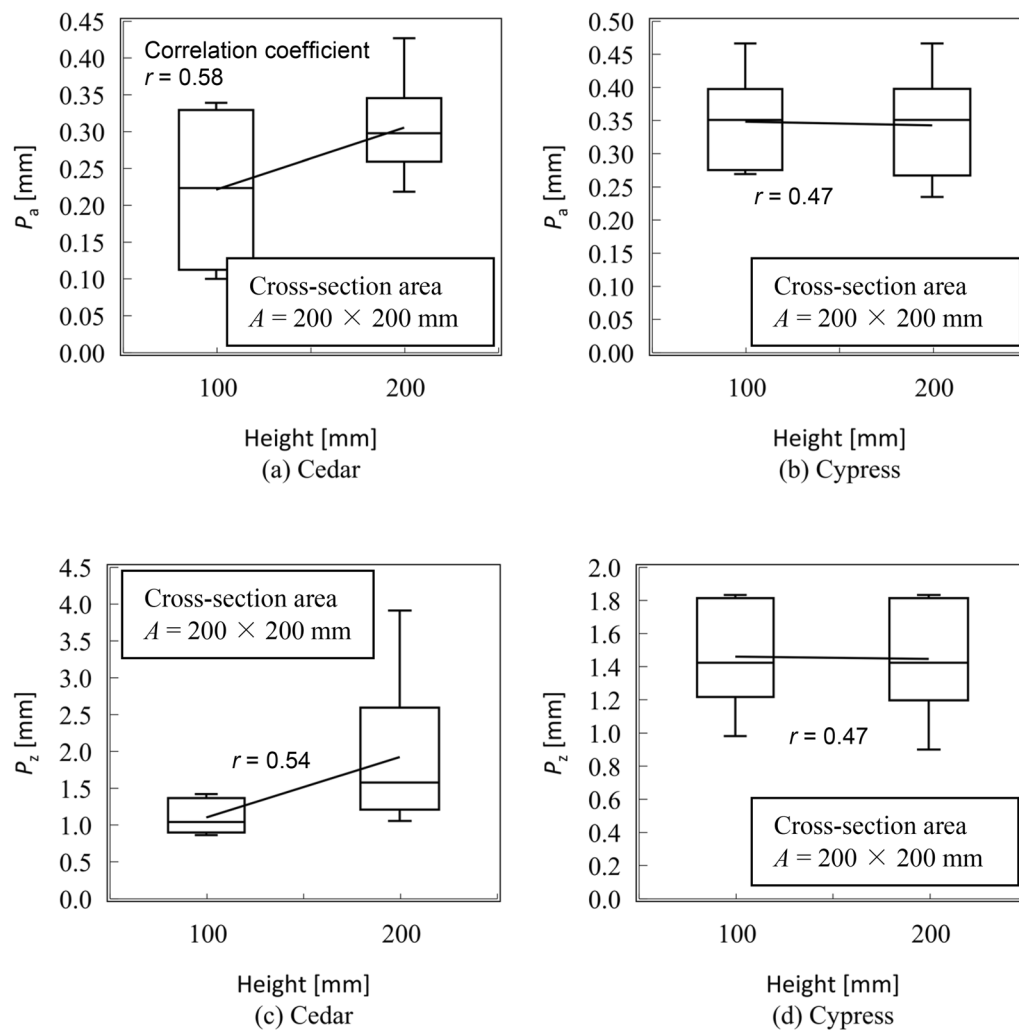 0.45
0.40
0.35
0.30
0.25
0.20
0.15
0.10
0.05
0.00
Pa [mm]
Correlation coefficient
r = 0.58
Cross-section area
A = 200 × 200 mm
100 200
Height [mm]
(a) Cedar
0.50
0.45
0.40
0.35
0.30
0.25
0.20
0.15
0.10
0.05
0.00
Pa [mm]
r = 0.47
Cross-section area
A = 200 × 200 mm
100 200
Height [mm]
(b) Cypress
4.5
4.0
3.5
3.0
2.5
2.0
1.5
1.0
0.5
0.0
Pz [mm]
Cross-section area
A = 200 × 200 mm
r = 0.54
100 200
Height [mm]
(c) Cedar
2.0
1.8
1.6
1.4
1.2
1.0
0.8
0.6
0.4
0.2
0.0
Pz [mm]
r = 0.47
Cross-section area
A = 200 × 200 mm
100 200
Height [mm]
(d) Cypress